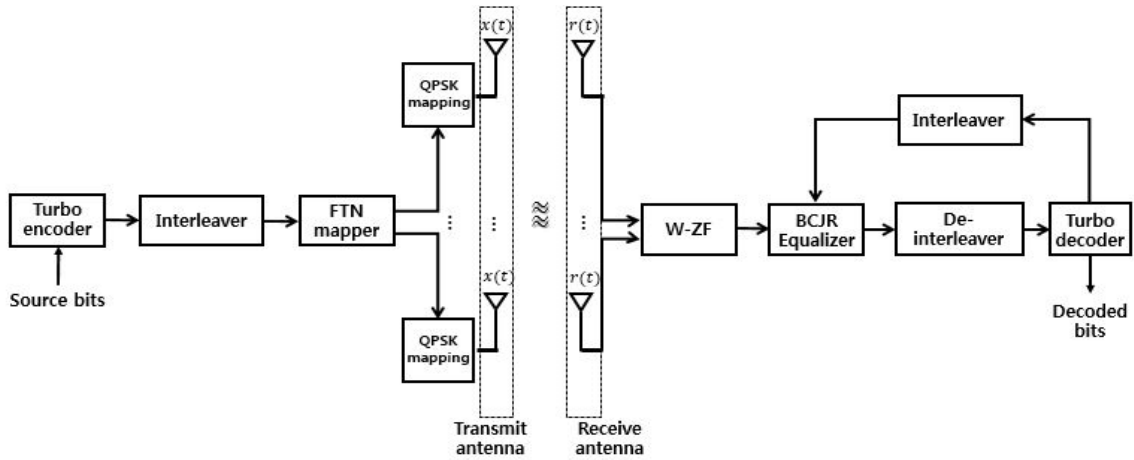 x(t)
r(t)
QPSK
mapping
Interleaver
Turbo
encoder
Interleaver
FTN
mapper
⋮
⋮
≈
≈
⋮
W-ZF
BCJR
Equalizer
De-
interleaver
Turbo
decoder
x(t)
r(t)
Source bits
QPSK
mapping
Decoded
bits
Transmit
antenna
Receive
antenna